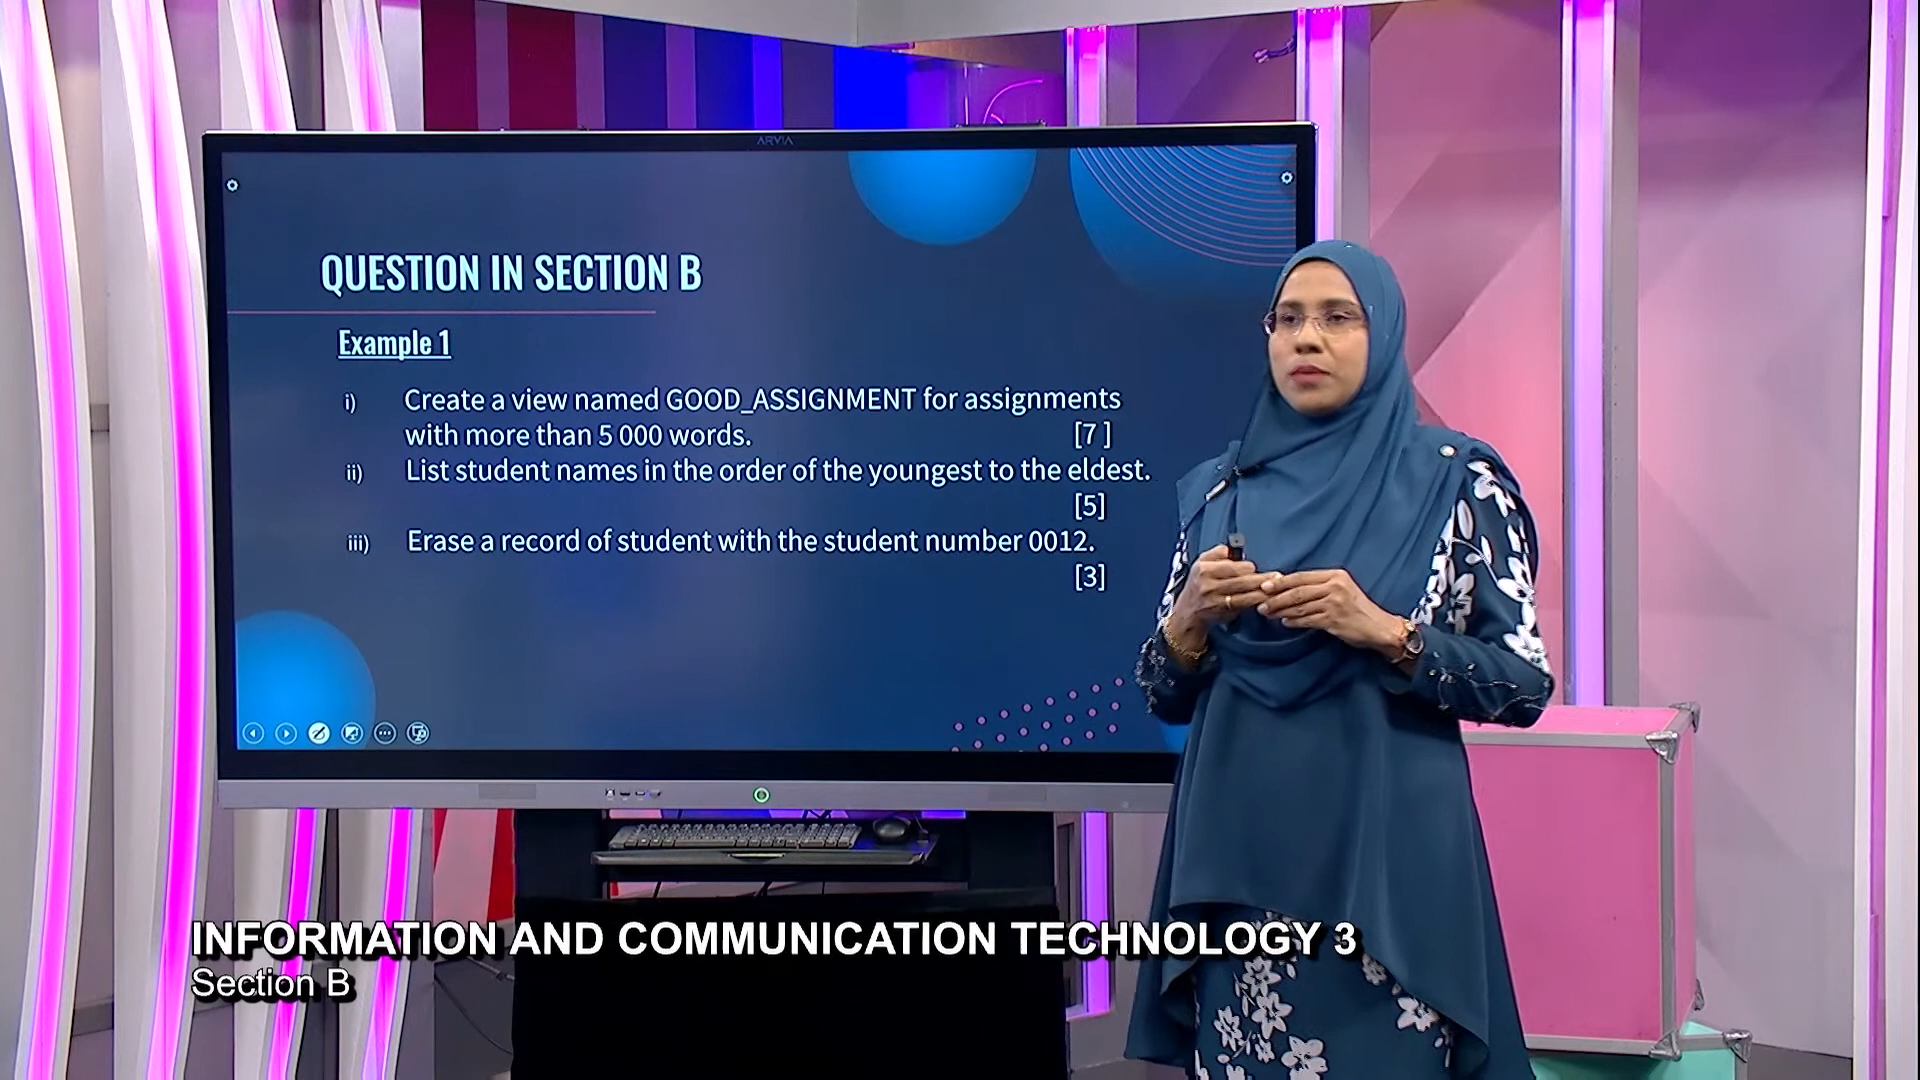 ARVIA
QUESTION IN SECTION B
Example 1
i) Create a view named GOOD_ASSIGNMENT for assignments
with more than 5 000 words. [7 ]
ii) List student names in the order of the youngest to the eldest.
[5]
iii) Erase a record of student with the student number 0012.
[3]
INFORMATION AND COMMUNICATION TECHNOLOGY 3
Section B